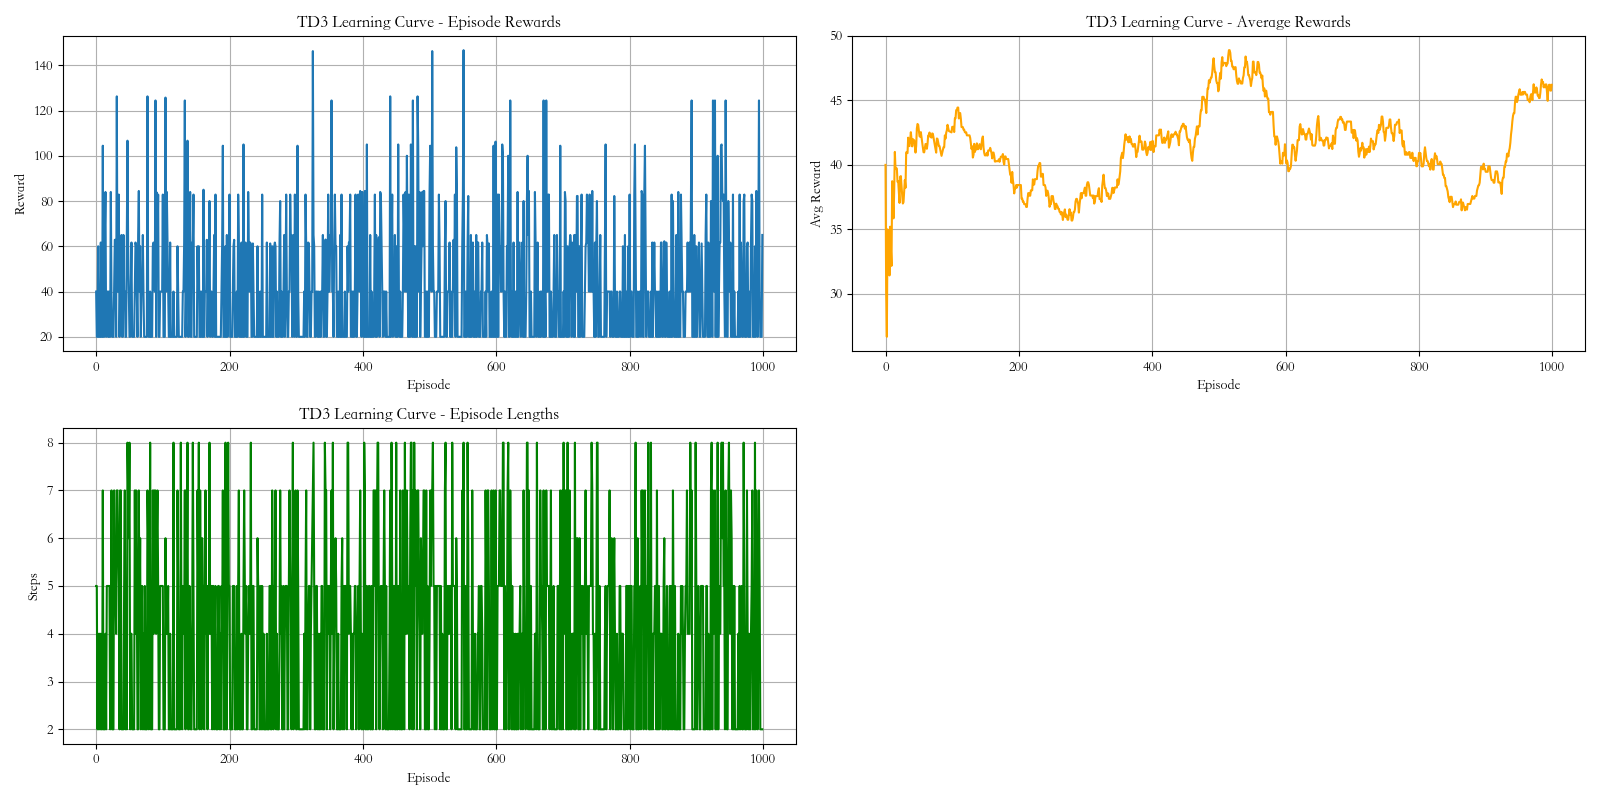 TD3 Learning Curve - Episode Rewards
Reward
140
120
100
80
60
40
20
0 200 400 600 800 1000
Episode
TD3 Learning Curve - Average Rewards
Avg Reward
50
45
40
35
30
0 200 400 600 800 1000
Episode
TD3 Learning Curve - Episode Lengths
Steps
8
7
6
5
4
3
2
0 200 400 600 800 1000
Episode